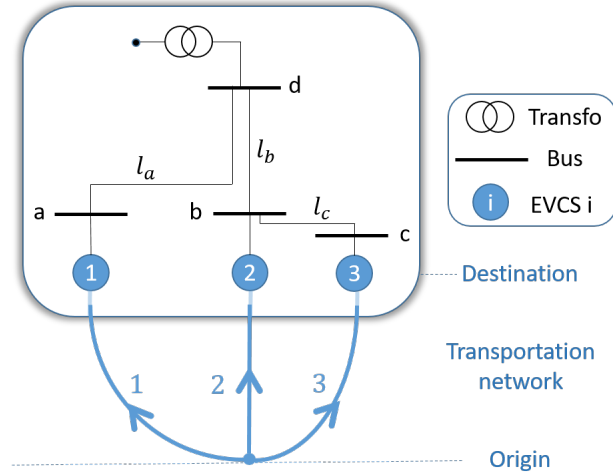 d
l_a
l_b
a
b
l_c
c
1
2
3
1
2
3
Transfo
Bus
i
EVCS i
Destination
Transportation
network
Origin